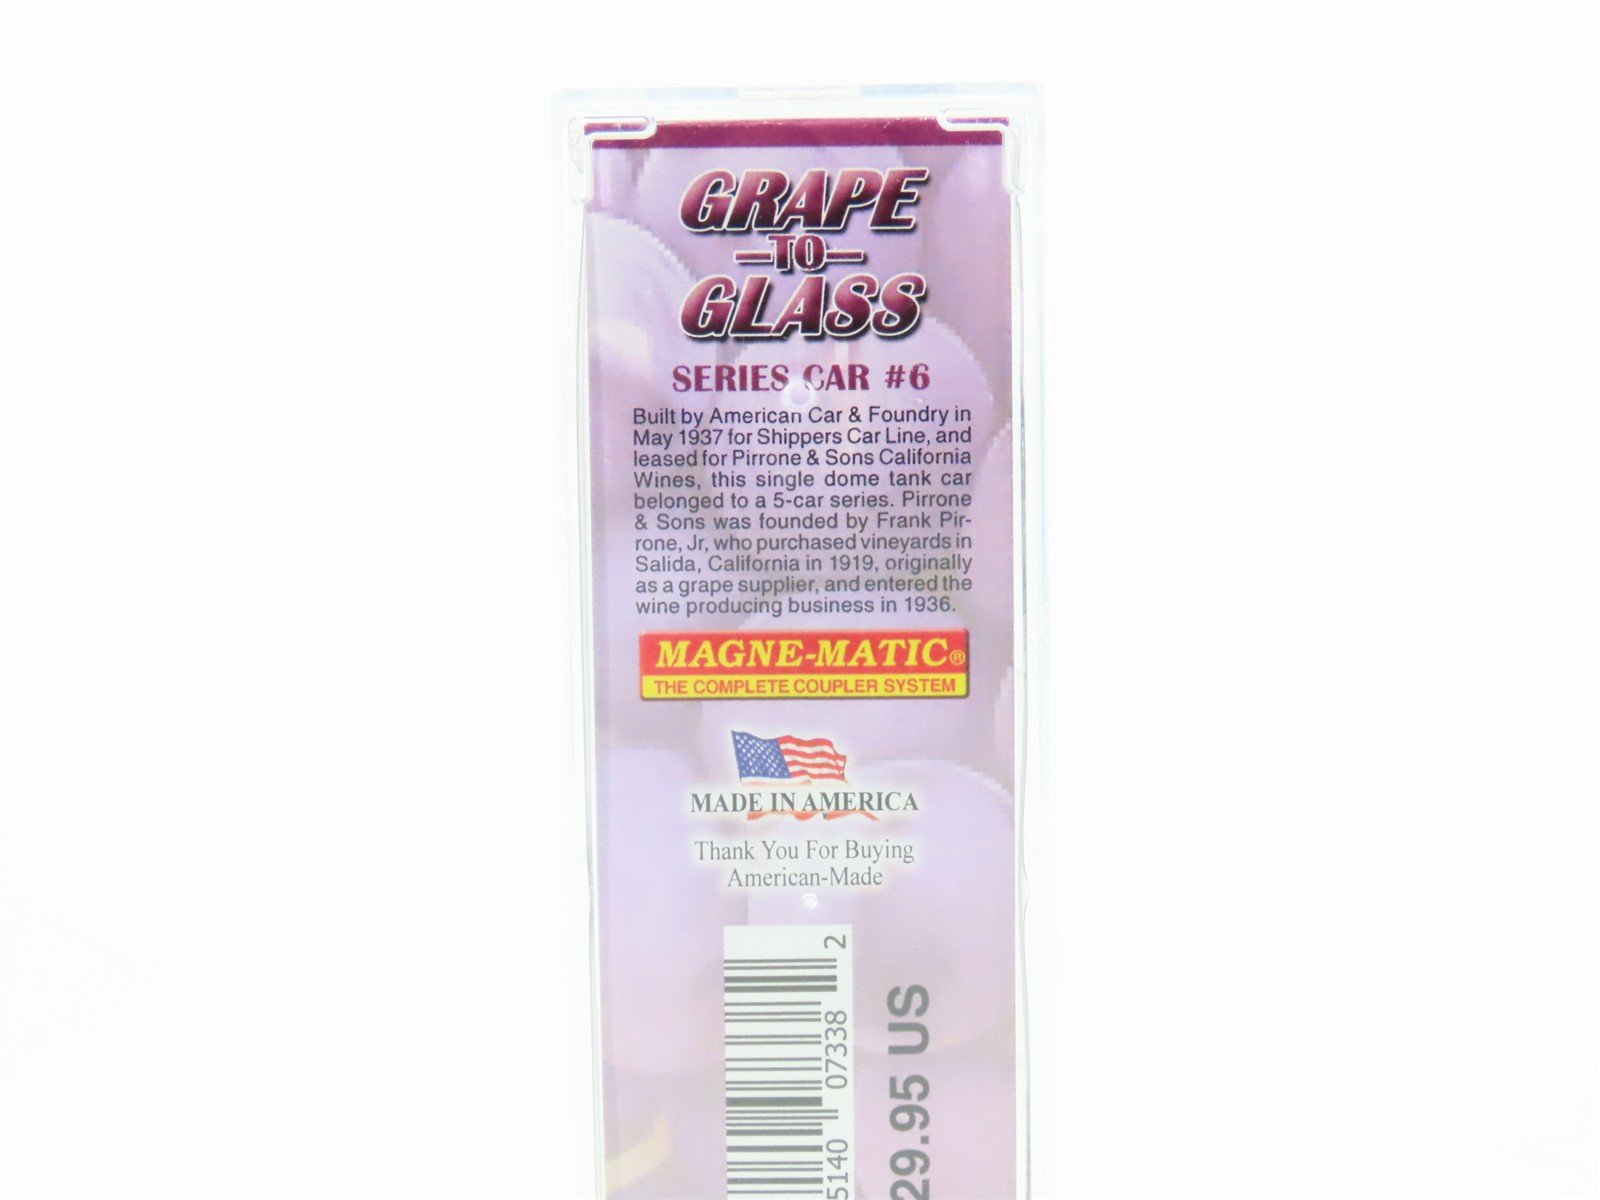 GRAPE
-TO-
GLASS
SERIES CAR #6
Built by American Car & Foundry in
May 1937 for Shippers Car Line, and
leased for Pirrone & Sons California
Wines, this single dome tank car
belonged to a 5-car series. Pirrone
& Sons was founded by Frank Pir-
rone, Jr, who purchased vineyards in
Salida, California in 1919, originally
as a grape supplier, and entered the
wine producing business in 1936.
MAGNE-MATIC®
THE COMPLETE COUPLER SYSTEM
MADE IN AMERICA
Thank You For Buying
American-Made
5140 07338 2
29.95 US